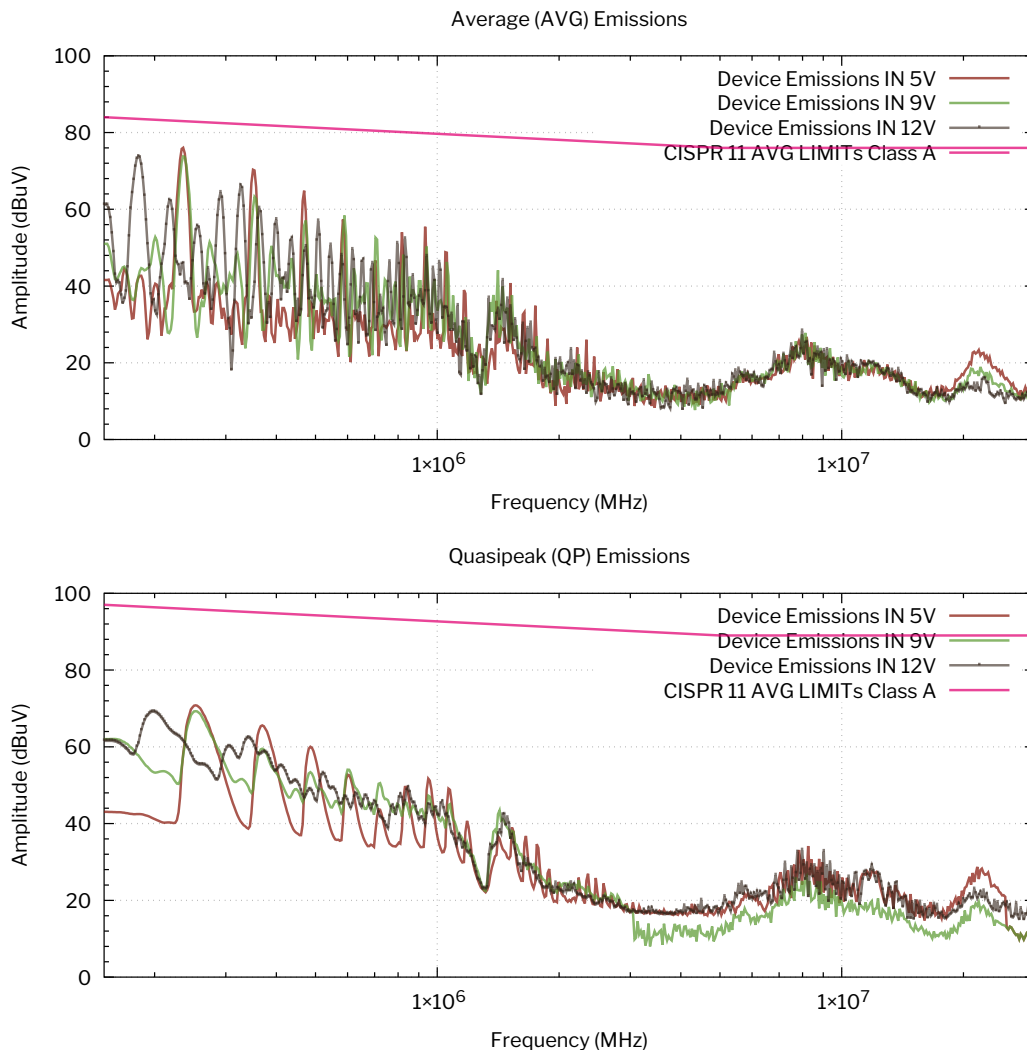 Average (AVG) Emissions
100
80
60
40
20
0
Amplitude (dBuV)
Device Emissions IN 5V
Device Emissions IN 9V
Device Emissions IN 12V
CISPR 11 AVG LIMITs Class A
1×10⁶
1×10⁷
Frequency (MHz)
Quasipeak (QP) Emissions
100
80
60
40
20
0
Amplitude (dBuV)
Device Emissions IN 5V
Device Emissions IN 9V
Device Emissions IN 12V
CISPR 11 AVG LIMITs Class A
1×10⁶
1×10⁷
Frequency (MHz)